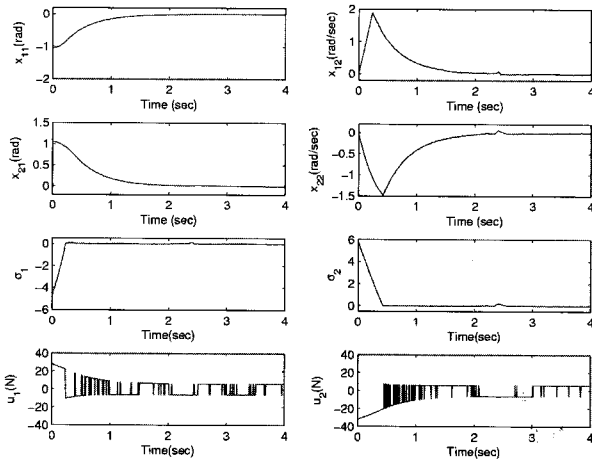 x11(rad)
0
−1
−2
0 1 2 3 4
Time (sec)
x12(rad/sec)
2
1
0
0 1 2 3 4
Time (sec)
x21(rad)
1.5
1
0.5
0
0 1 2 3 4
Time (sec)
x22(rad/sec)
0
−0.5
−1
−1.5
0 1 2 3 4
Time (sec)
σ1
0
−2
−4
−6
0 1 2 3 4
Time(sec)
σ2
6
4
2
0
0 1 2 3 4
Time(sec)
u1(N)
40
20
0
−20
−40
0 1 2 3 4
Time(sec)
u2(N)
40
20
0
−20
−40
0 1 2 3 4
Time(sec)